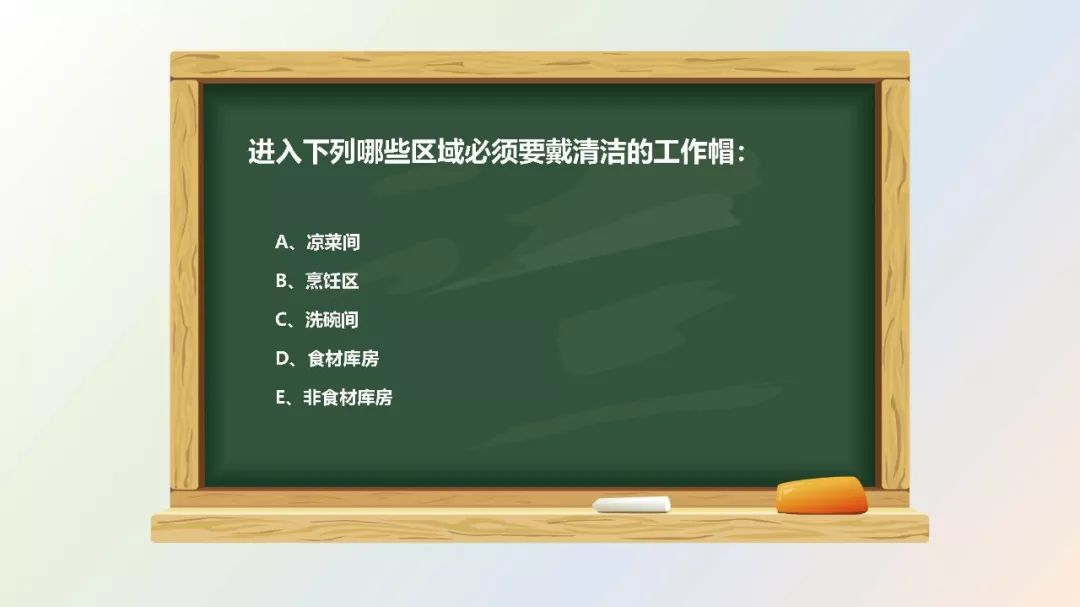 进入下列哪些区域必须要戴清洁的工作帽：
A、凉菜间
B、烹饪区
C、洗碗间
D、食材库房
E、非食材库房